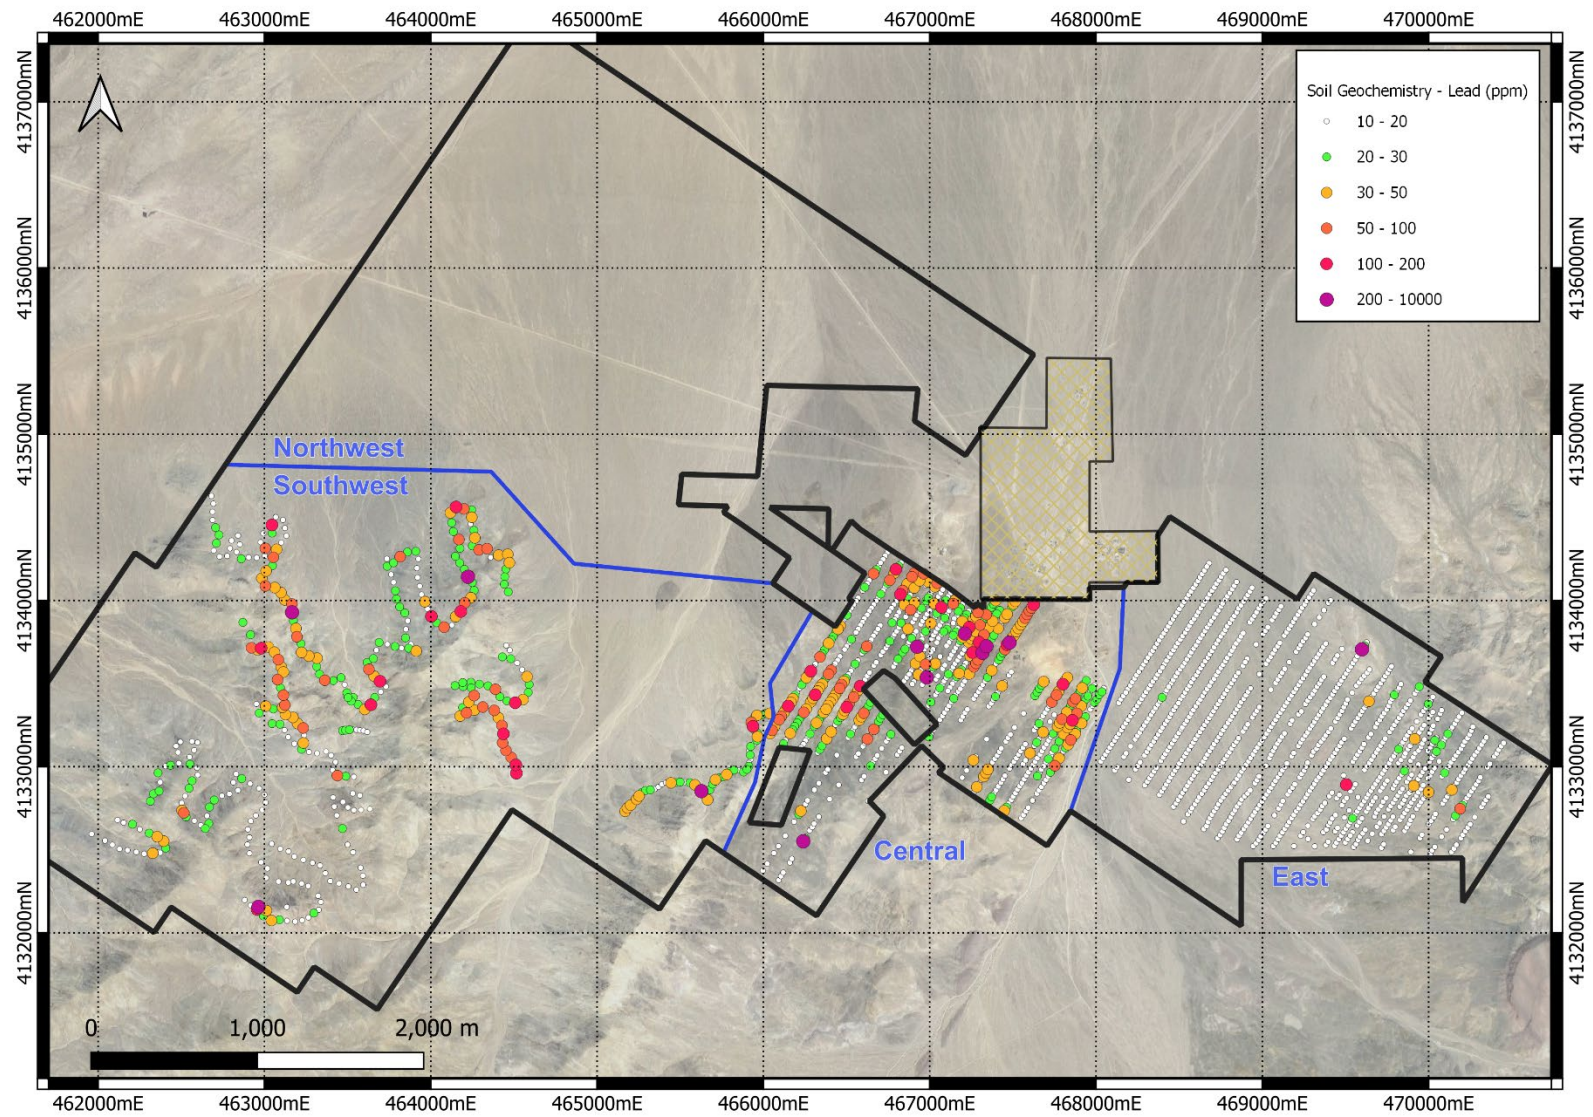 462000mE 463000mE 464000mE 465000mE 466000mE 467000mE 468000mE 469000mE 470000mE
4137000mN
4137000mN
Soil Geochemistry - Lead (ppm)
10 - 20
20 - 30
30 - 50
50 - 100
100 - 200
200 - 10000
4136000mN
4136000mN
4135000mN
4135000mN
Northwest
Southwest
4134000mN
4134000mN
4133000mN
4133000mN
Central
East
4132000mN
4132000mN
0 1,000 2,000 m
462000mE 463000mE 464000mE 465000mE 466000mE 467000mE 468000mE 469000mE 470000mE